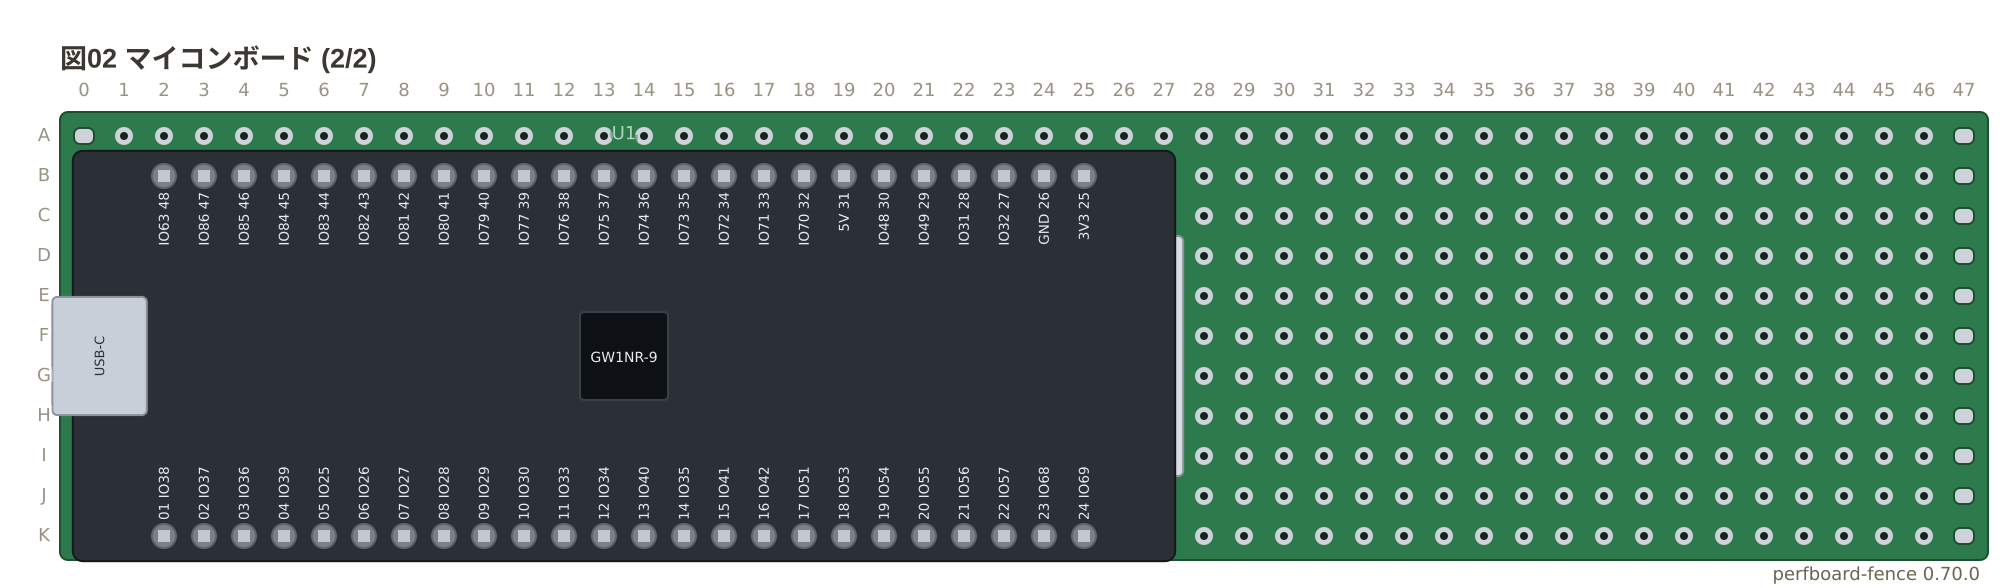 図02 マイコンボード (2/2)
0 1 2 3 4 5 6 7 8 9 10 11 12 13 14 15 16 17 18 19 20 21 22 23 24 25 26 27 28 29 30 31 32 33 34 35 36 37 38 39 40 41 42 43 44 45 46 47
A
U1
B
IO63 48
IO86 47
IO85 46
IO84 45
IO83 44
IO82 43
IO81 42
IO80 41
IO79 40
IO77 39
IO76 38
IO75 37
IO74 36
IO73 35
IO72 34
IO71 33
IO70 32
5V 31
IO48 30
IO49 29
IO31 28
IO32 27
GND 26
3V3 25
C
D
E
F
USB-C
GW1NR-9
G
H
I
J
01 IO38
02 IO37
03 IO36
04 IO39
05 IO25
06 IO26
07 IO27
08 IO28
09 IO29
10 IO30
11 IO33
12 IO34
13 IO40
14 IO35
15 IO41
16 IO42
17 IO51
18 IO53
19 IO54
20 IO55
21 IO56
22 IO57
23 IO68
24 IO69
K
perfboard-fence 0.70.0